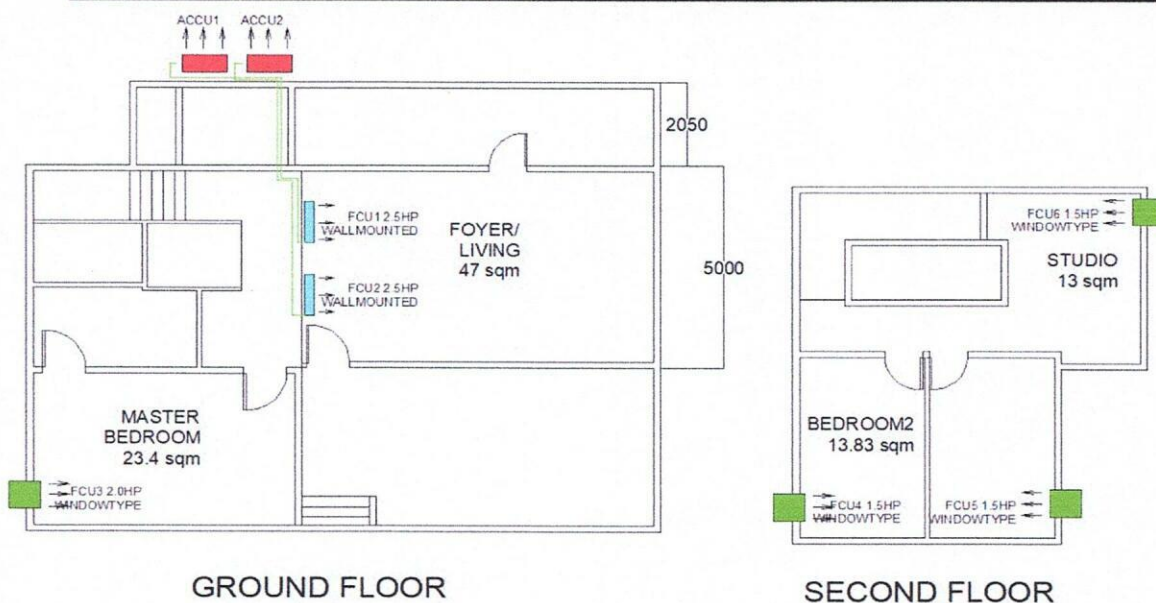 ACCU1 ACCU2
2050
FCU1 2.5HP
WALLMOUNTED
FOYER/
LIVING
47 sqm
FCU2 2.5HP
WALLMOUNTED
5000
MASTER
BEDROOM
23.4 sqm
FCU3 2.0HP
WINDOWTYPE
GROUND FLOOR
FCU6 1.5HP
WINDOWTYPE
STUDIO
13 sqm
BEDROOM2
13.83 sqm
FCU4 1.5HP
WINDOWTYPE
FCU5 1.5HP
WINDOWTYPE
SECOND FLOOR